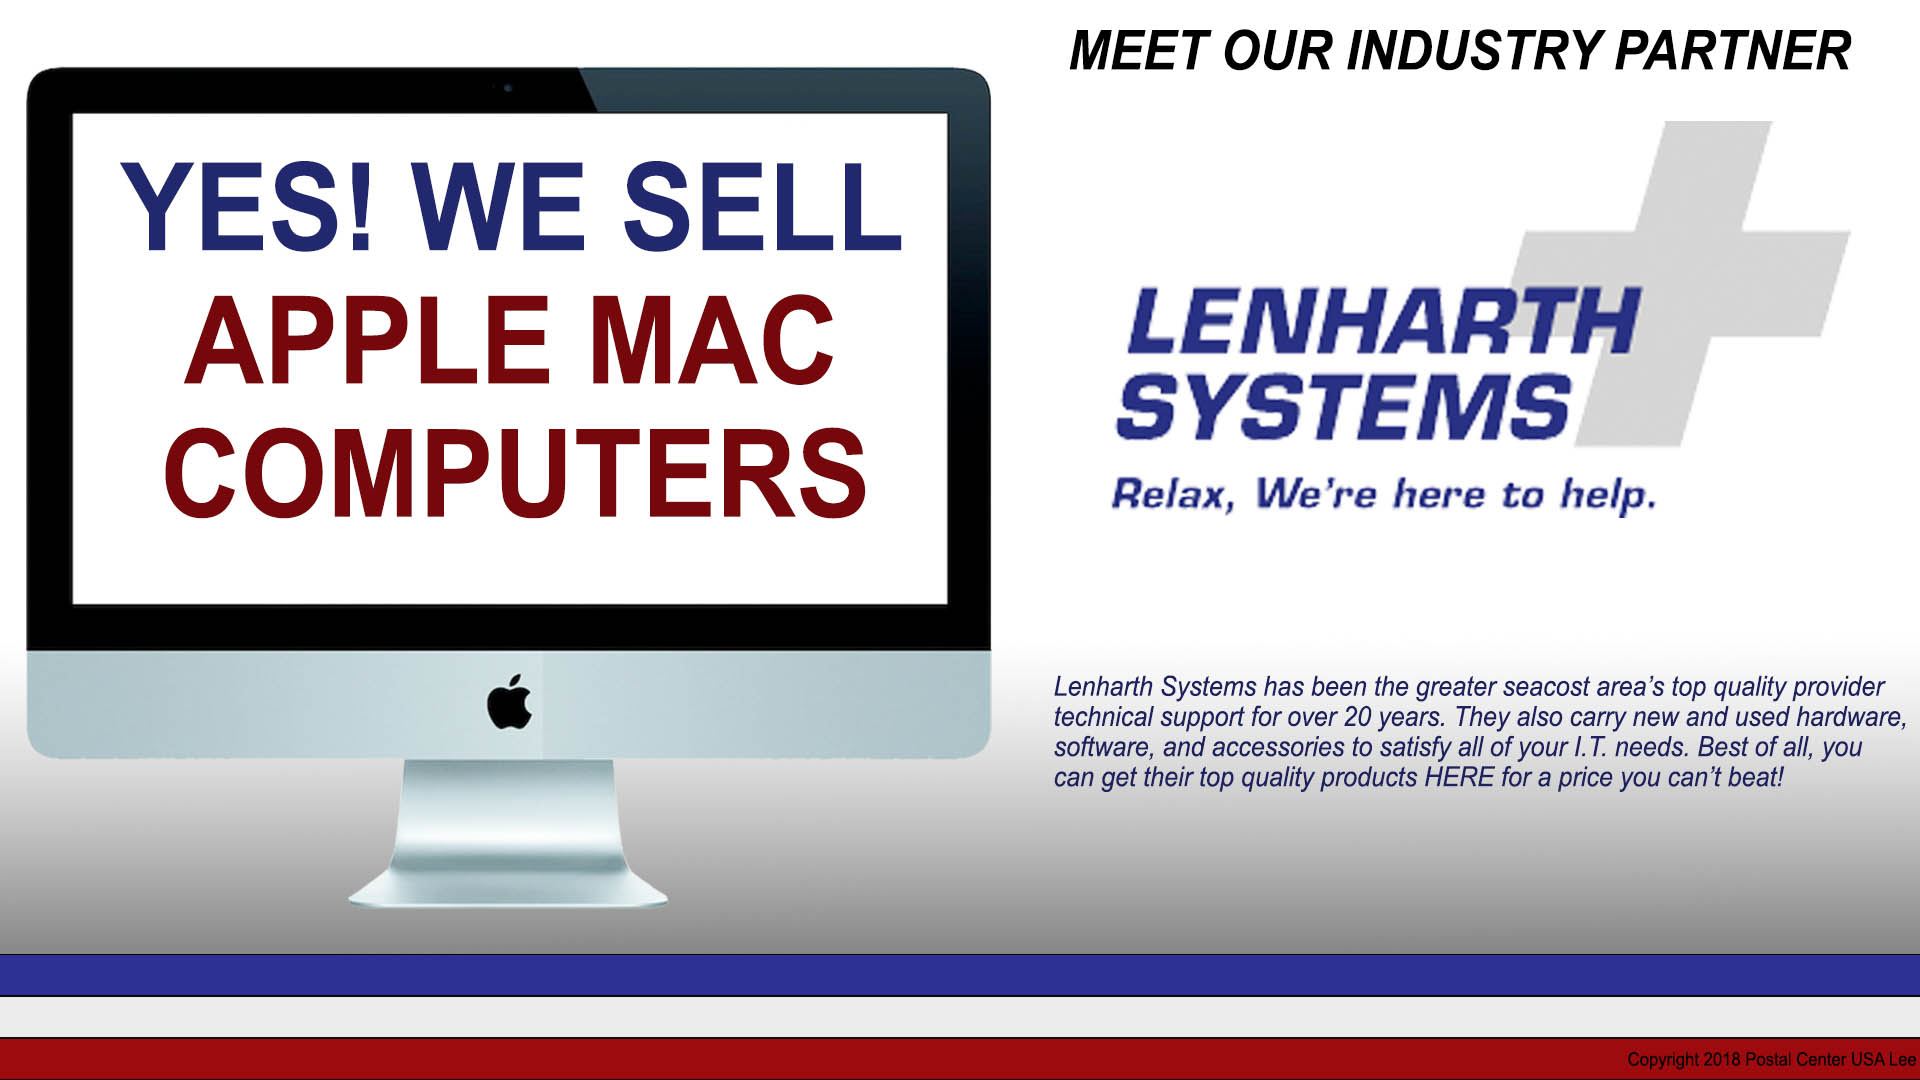 YES! WE SELL
APPLE MAC
COMPUTERS
MEET OUR INDUSTRY PARTNER
LENHARTH
SYSTEMS
Relax, We're here to help.
Lenharth Systems has been the greater seacost area's top quality provider
technical support for over 20 years. They also carry new and used hardware,
software, and accessories to satisfy all of your I.T. needs. Best of all, you
can get their top quality products HERE for a price you can't beat!
Copyright 2018 Postal Center USA Lee